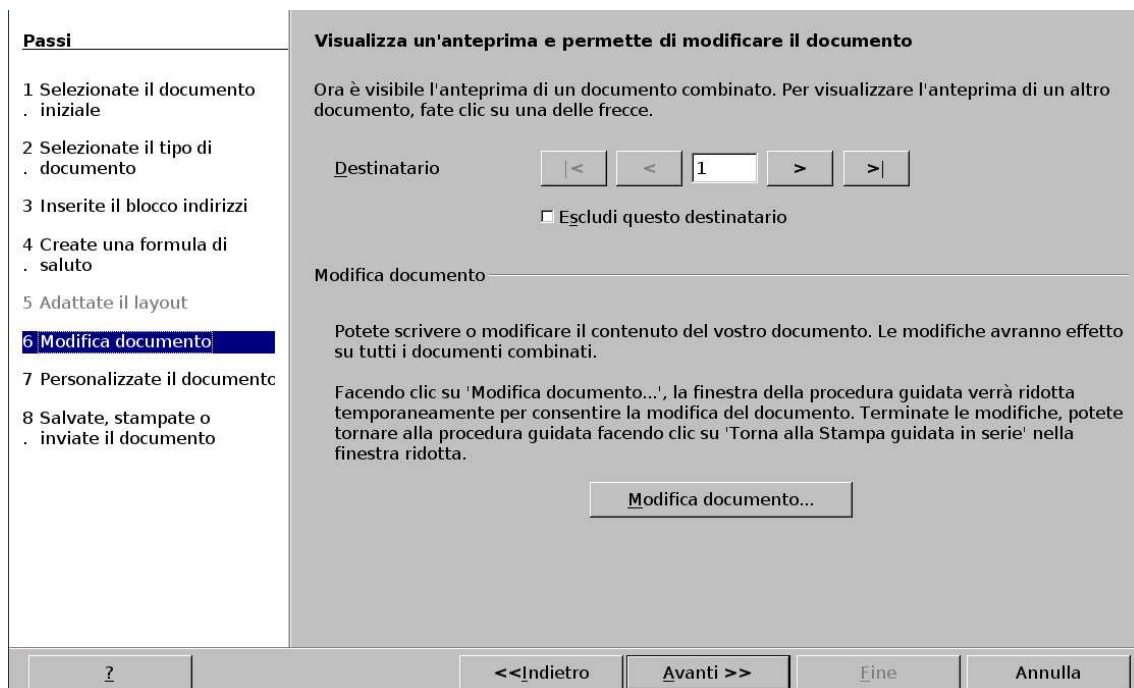 Passi
1 Selezionate il documento
. iniziale
2 Selezionate il tipo di
. documento
3 Inserite il blocco indirizzi
4 Create una formula di
. saluto
5 Adattate il layout
6 Modifica documento
7 Personalizzate il documento
8 Salvate, stampate o
. inviate il documento
Visualizza un'anteprima e permette di modificare il documento
Ora è visibile l'anteprima di un documento combinato. Per visualizzare l'anteprima di un altro
documento, fate clic su una delle frecce.
Destinatario |< < 1 > >|
Escludi questo destinatario
Modifica documento
Potete scrivere o modificare il contenuto del vostro documento. Le modifiche avranno effetto
su tutti i documenti combinati.
Facendo clic su 'Modifica documento...', la finestra della procedura guidata verrà ridotta
temporaneamente per consentire la modifica del documento. Terminate le modifiche, potete
tornare alla procedura guidata facendo clic su 'Torna alla Stampa guidata in serie' nella
finestra ridotta.
Modifica documento...
? <<Indietro Avanti >> Fine Annulla